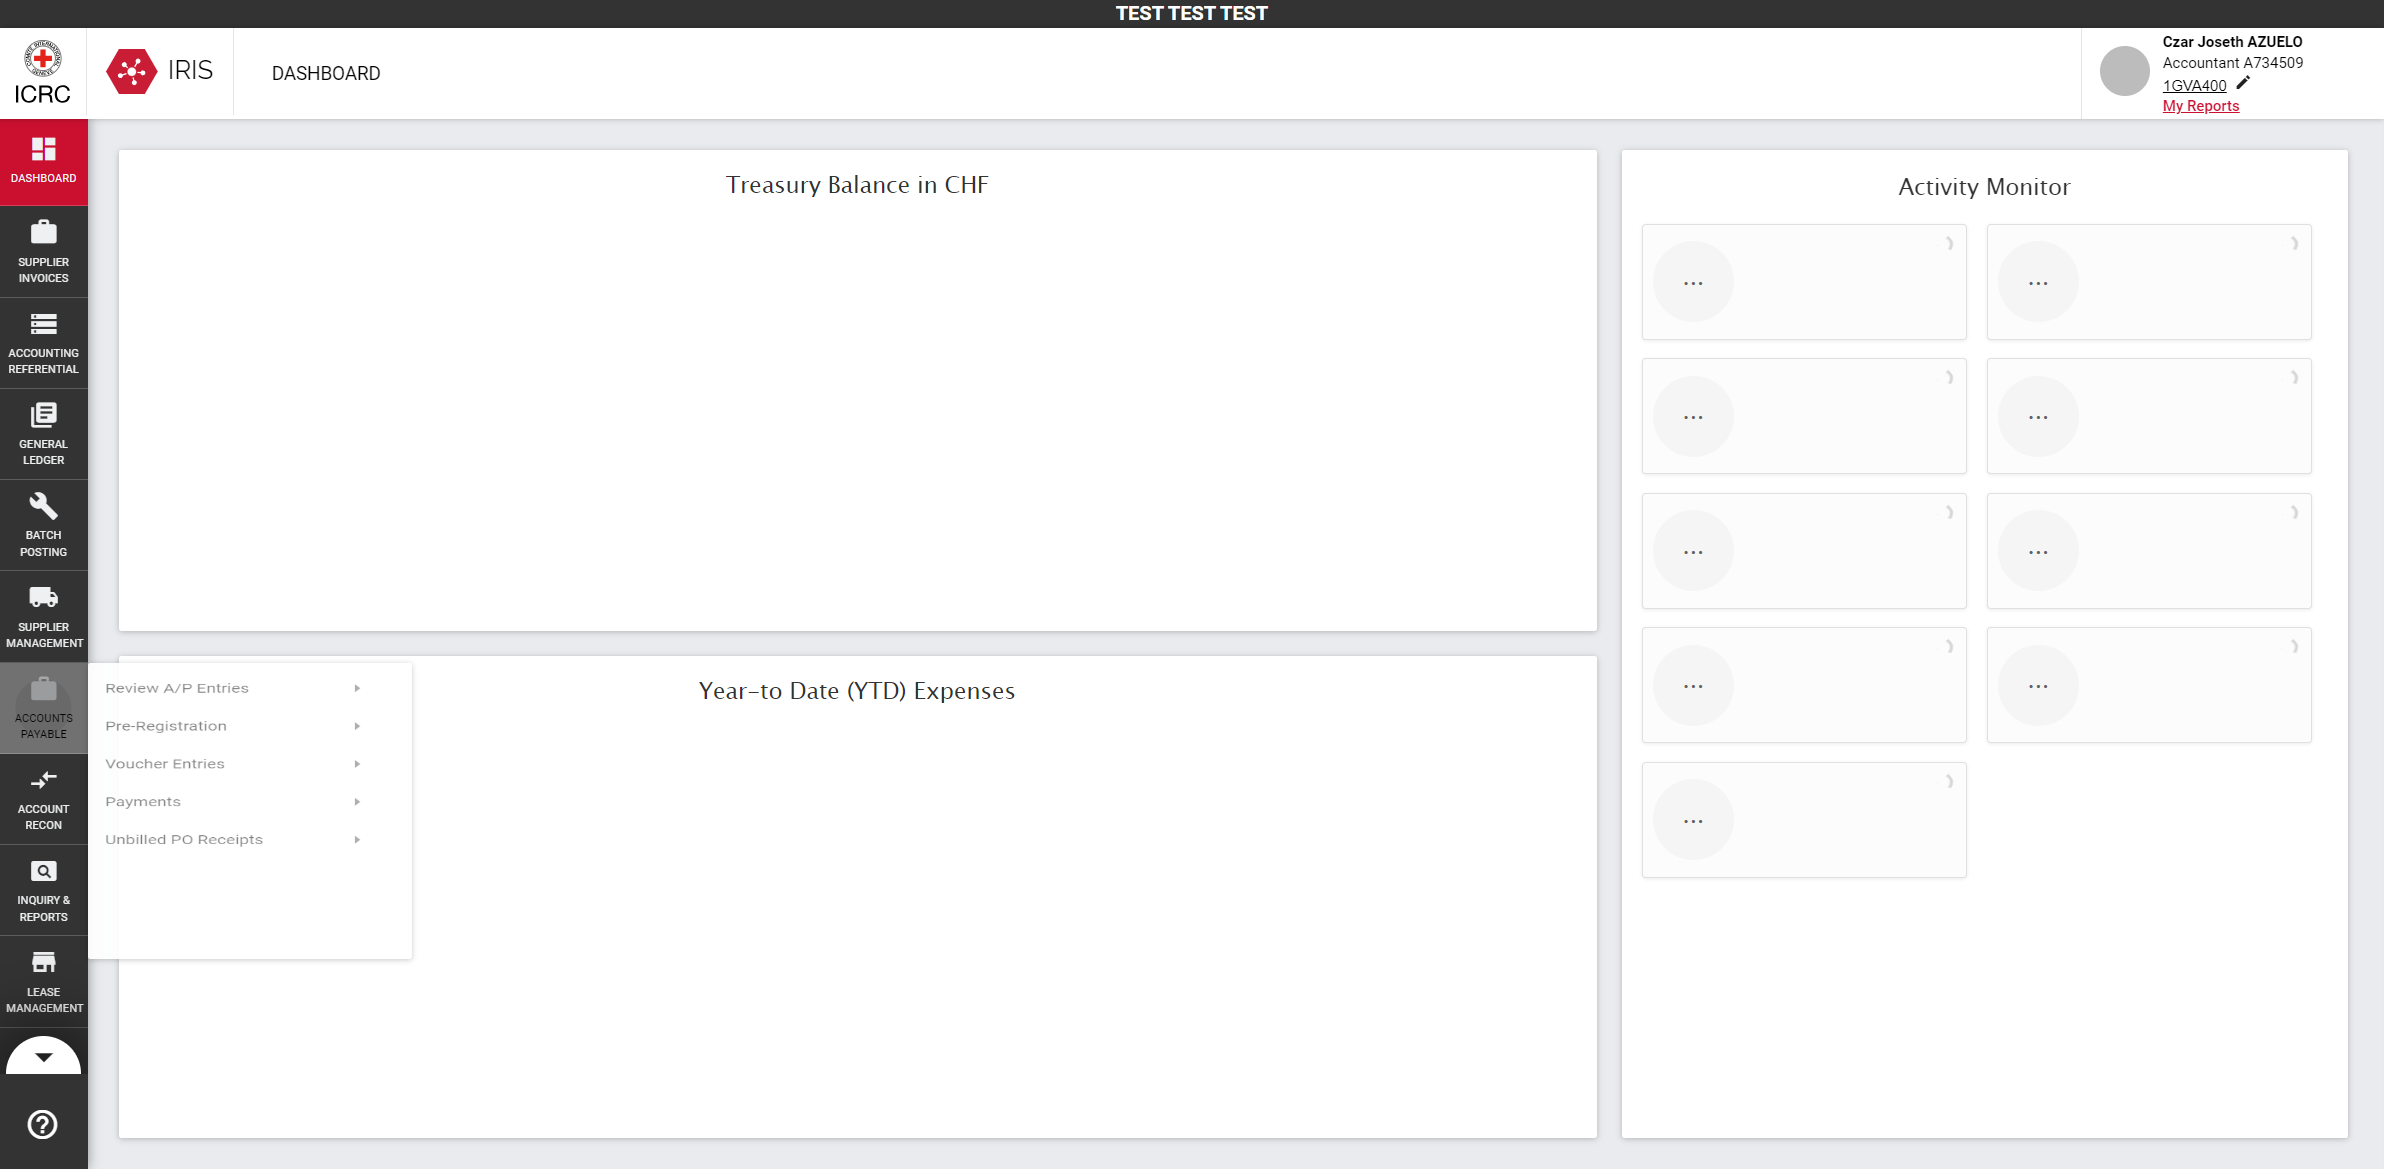 TEST TEST TEST
ICRC
IRIS
DASHBOARD
Czar Joseth AZUELO
Accountant A734509
1GVA400
My Reports
DASHBOARD
SUPPLIER
INVOICES
ACCOUNTING
REFERENTIAL
GENERAL
LEDGER
BATCH
POSTING
SUPPLIER
MANAGEMENT
ACCOUNTS
PAYABLE
ACCOUNT
RECON
INQUIRY &
REPORTS
LEASE
MANAGEMENT
Review A/P Entries
Pre-Registration
Voucher Entries
Payments
Unbilled PO Receipts
Treasury Balance in CHF
Year-to Date (YTD) Expenses
Activity Monitor
...
...
...
...
...
...
...
...
...